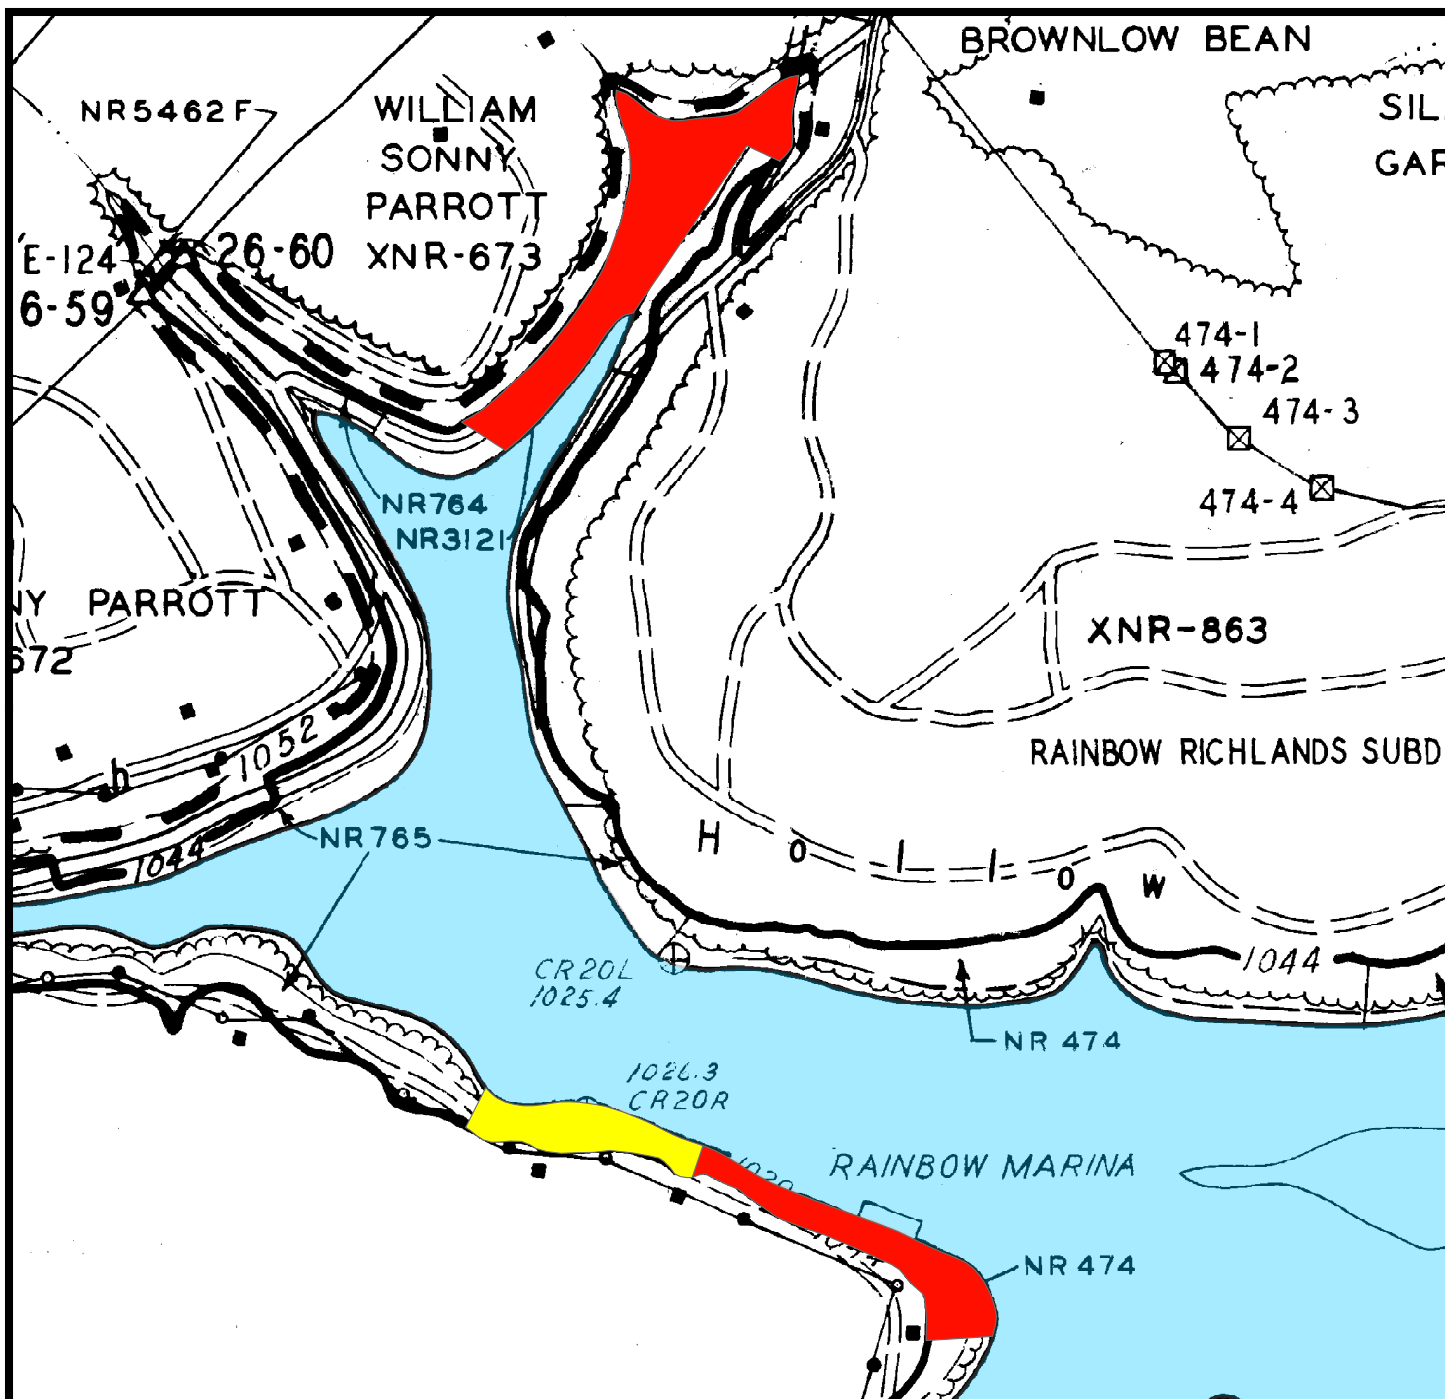 BROWNLOW BEAN
NR5462F
WILLIAM
SONNY
PARROTT
XNR-673
SIL
GAR
E-124
26-60
6-59
474-1
474-2
474-3
474-4
NR764
NR3121
NY PARROTT
672
XNR-863
RAINBOW RICHLANDS SUBD
1052
h
1044
NR765
H o l l o w
1044
CR20L
1025.4
NR 474
CR20R
RAINBOW MARINA
NR 474